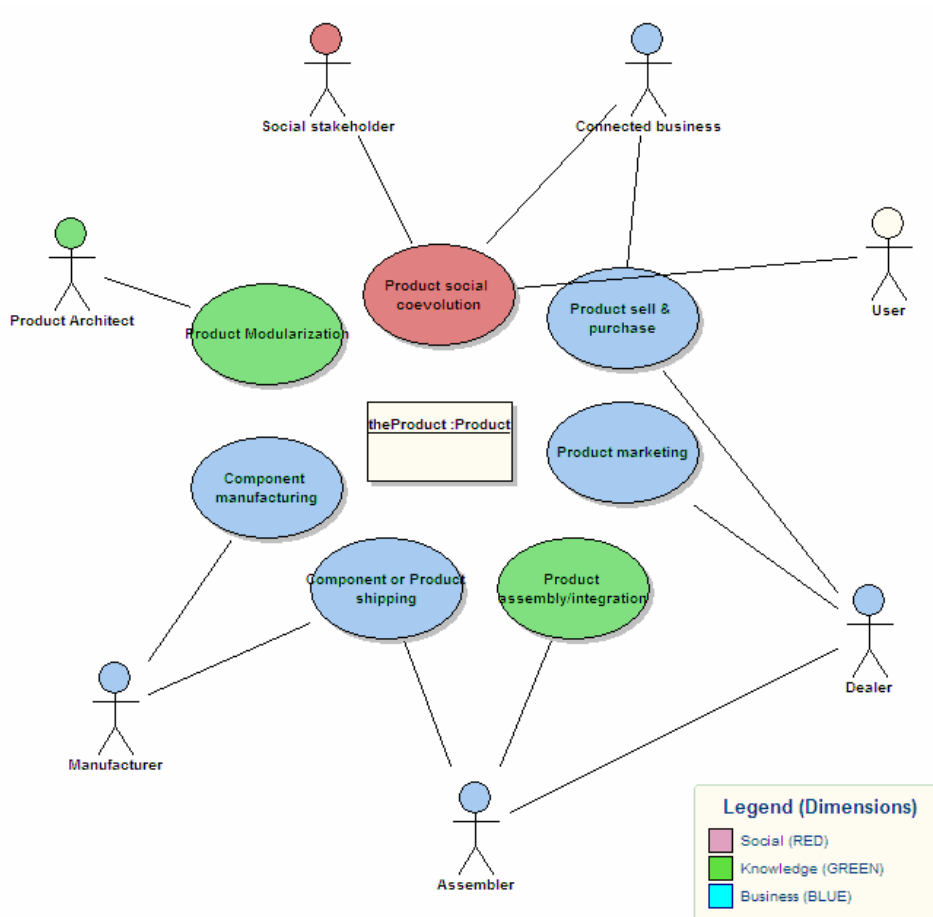 Social stakeholder
Connected business
Product Architect
User
Product social
coevolution
Product sell &
purchase
Product Modularization
theProduct :Product
Product marketing
Component
manufacturing
Component or Product
shipping
Product
assembly/integration
Dealer
Manufacturer
Assembler
Legend (Dimensions)
Social (RED)
Knowledge (GREEN)
Business (BLUE)